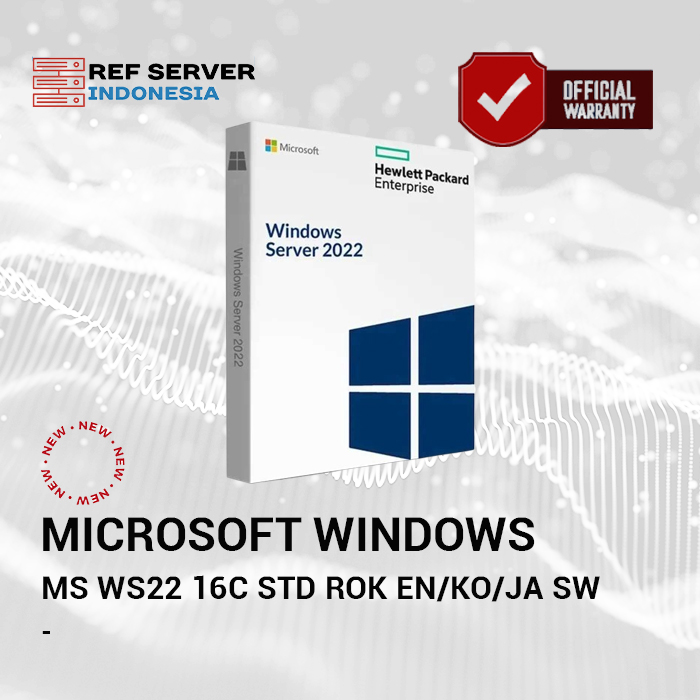 REF SERVER
INDONESIA
OFFICIAL
WARRANTY
Microsoft
Hewlett Packard
Enterprise
Windows
Server 2022
Windows Server 2022
NEW • NEW • NEW • NEW • NEW •
MICROSOFT WINDOWS
MS WS22 16C STD ROK EN/KO/JA SW
-